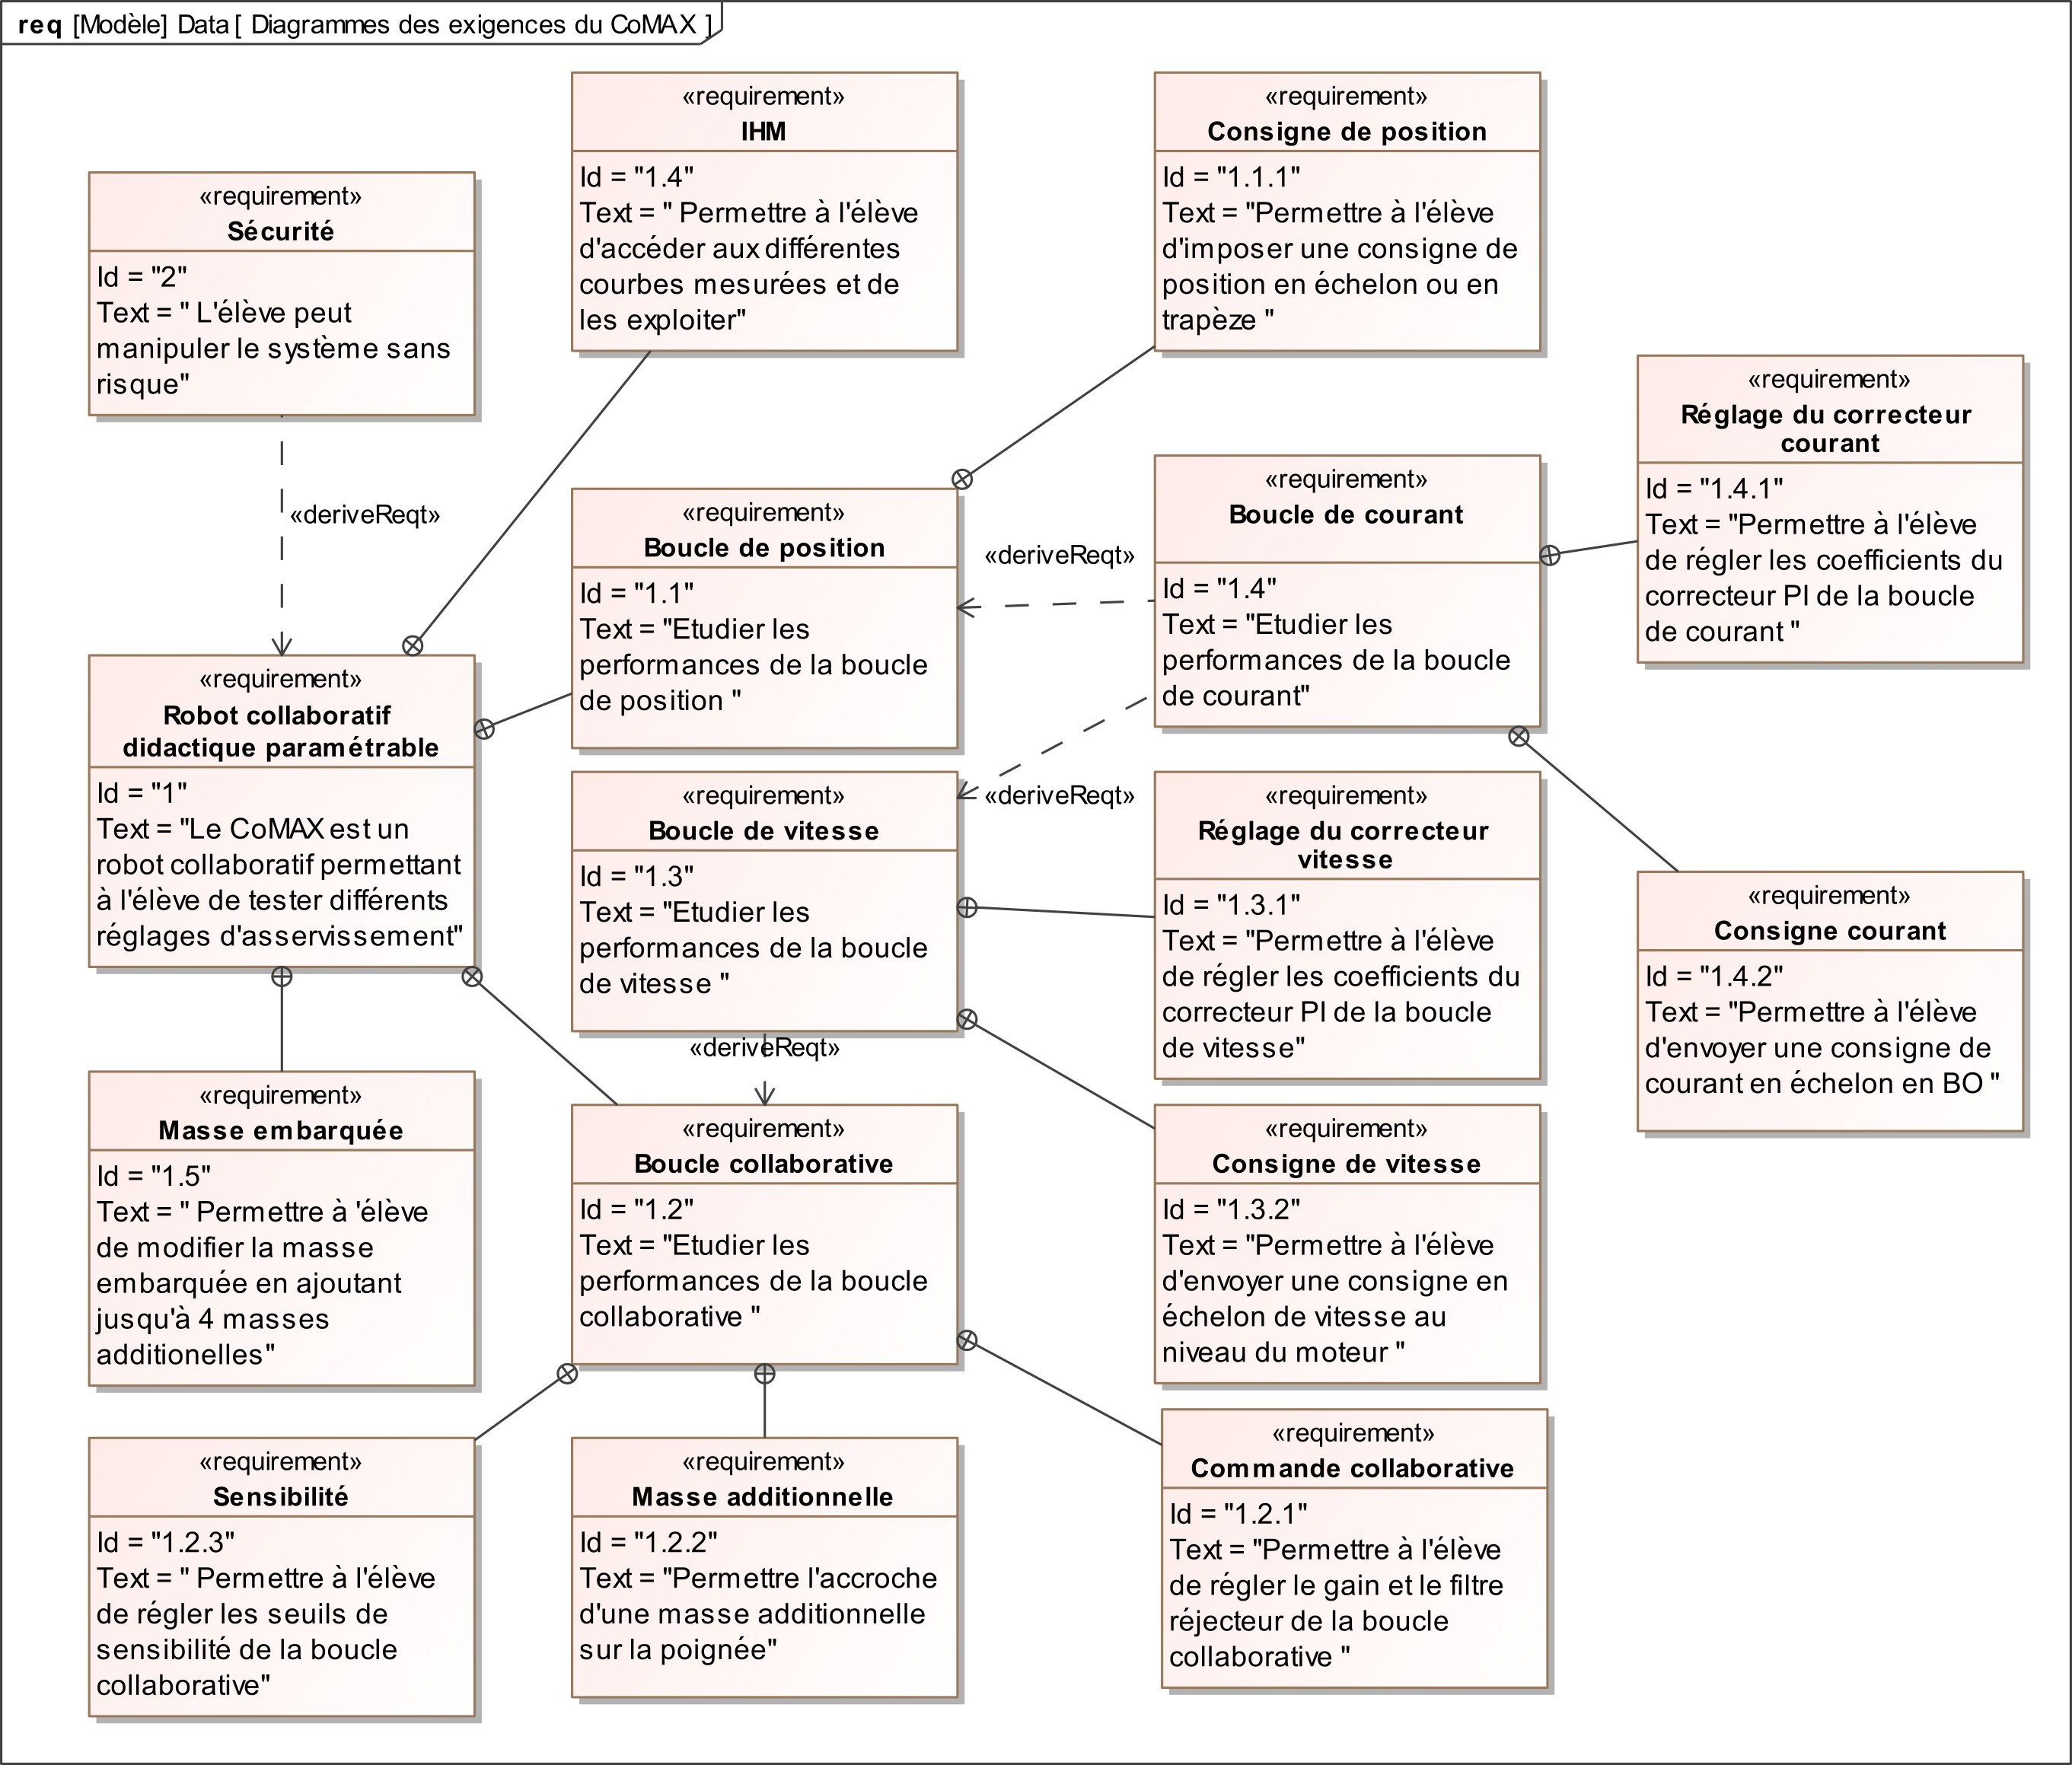 req [Modèle] Data [ Diagrammes des exigences du CoMAX ]
«requirement»
IHM
Id = "1.4"
Text = " Permettre à l'élève
d'accéder aux différentes
courbes mesurées et de
les exploiter"
«requirement»
Consigne de position
Id = "1.1.1"
Text = "Permettre à l'élève
d'imposer une consigne de
position en échelon ou en
trapèze "
«requirement»
Sécurité
Id = "2"
Text = " L'élève peut
manipuler le système sans
risque"
«deriveReqt»
«requirement»
Réglage du correcteur
courant
Id = "1.4.1"
Text = "Permettre à l'élève
de régler les coefficients du
correcteur PI de la boucle
de courant "
«requirement»
Boucle de position
Id = "1.1"
Text = "Etudier les
performances de la boucle
de position "
«deriveReqt»
«requirement»
Boucle de courant
Id = "1.4"
Text = "Etudier les
performances de la boucle
de courant"
«deriveReqt»
«requirement»
Robot collaboratif
didactique paramétrable
Id = "1"
Text = "Le CoMAX est un
robot collaboratif permettant
à l'élève de tester différents
réglages d'asservissement"
«requirement»
Boucle de vitesse
Id = "1.3"
Text = "Etudier les
performances de la boucle
de vitesse "
«deriveReqt»
«requirement»
Réglage du correcteur
vitesse
Id = "1.3.1"
Text = "Permettre à l'élève
de régler les coefficients du
correcteur PI de la boucle
de vitesse"
«requirement»
Consigne courant
Id = "1.4.2"
Text = "Permettre à l'élève
d'envoyer une consigne de
courant en échelon en BO "
«requirement»
Masse embarquée
Id = "1.5"
Text = " Permettre à 'élève
de modifier la masse
embarquée en ajoutant
jusqu'à 4 masses
additionelles"
«requirement»
Boucle collaborative
Id = "1.2"
Text = "Etudier les
performances de la boucle
collaborative "
«requirement»
Consigne de vitesse
Id = "1.3.2"
Text = "Permettre à l'élève
d'envoyer une consigne en
échelon de vitesse au
niveau du moteur "
«requirement»
Sensibilité
Id = "1.2.3"
Text = " Permettre à l'élève
de régler les seuils de
sensibilité de la boucle
collaborative"
«requirement»
Masse additionnelle
Id = "1.2.2"
Text = "Permettre l'accroche
d'une masse additionnelle
sur la poignée"
«requirement»
Commande collaborative
Id = "1.2.1"
Text = "Permettre à l'élève
de régler le gain et le filtre
réjecteur de la boucle
collaborative "